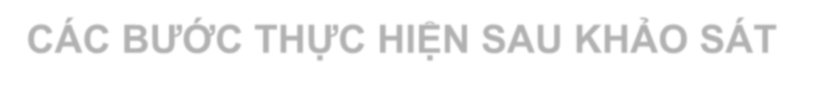 CÁC BƯỚC THỰC HIỆN SAU KHẢO SÁT